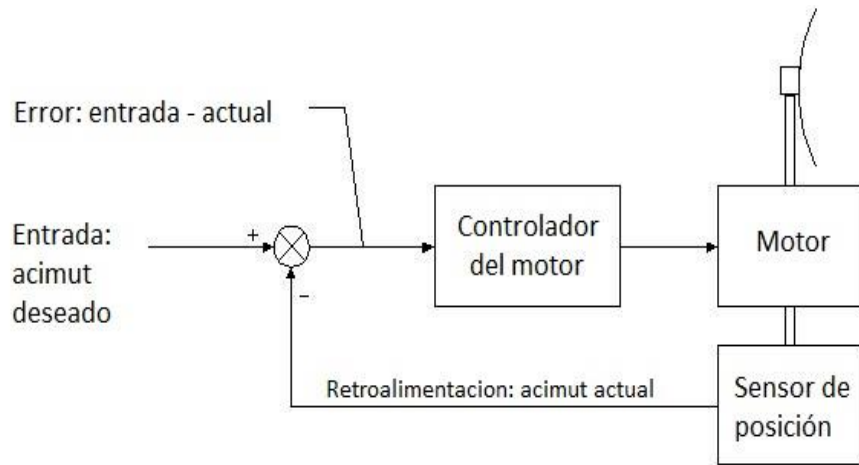 Error: entrada - actual
Entrada:
acimut
deseado
+
−
Controlador
del motor
Motor
Retroalimentacion: acimut actual
Sensor de
posición